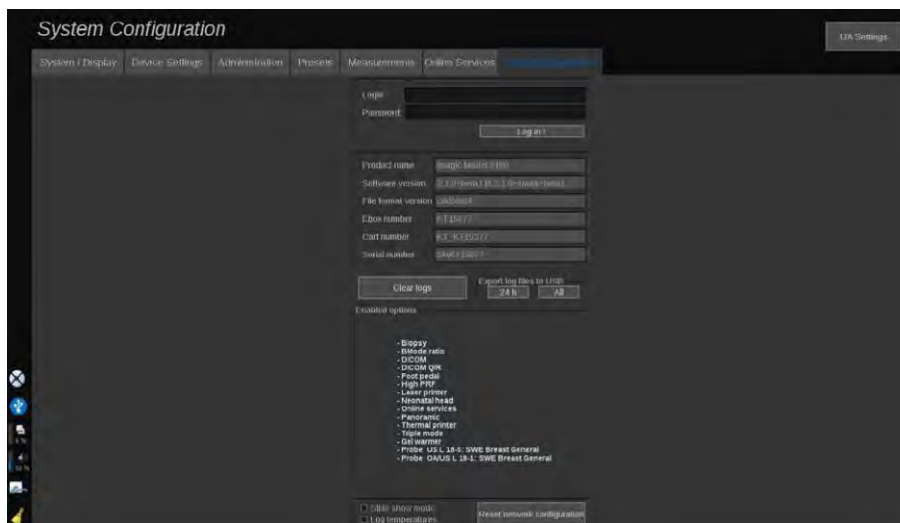 System Configuration
UA Settings
System / Display Device Settings Administration Presets Measurements Online Services
Login
Password
Log in !
Product name
Software version
File format version
Ebox number
Cart number
Serial number
Clear logs
Export log files to USB
24 h All
Enabled options
- Biopsy
- BMode ratio
- DICOM
- DICOM Q/R
- Foot pedal
- High PRF
- Laser printer
- Neonatal head
- Online services
- Panoramic
- Thermal printer
- Triple mode
- Gel warmer
- Probe US L 18-5: SWE Breast General
- Probe OA/US L 18-1: SWE Breast General
Slide show mode
Log temperatures
Reset network configuration